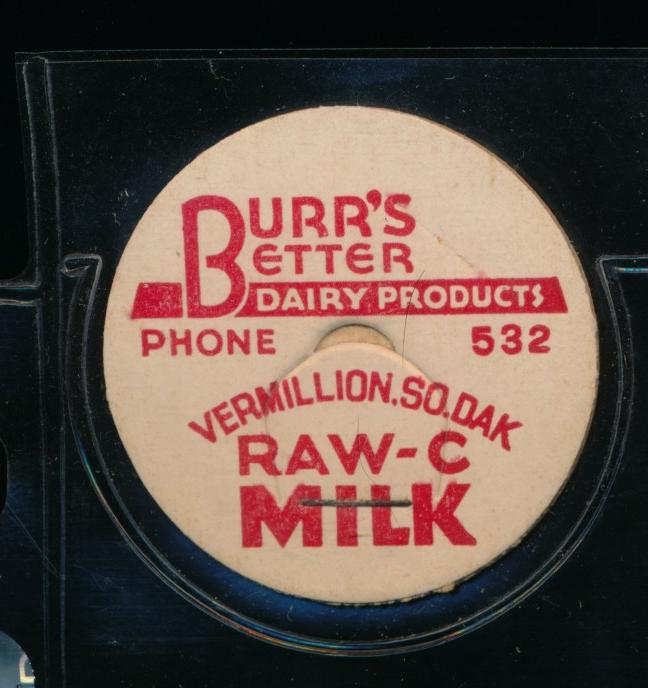 BURR'S
BETTER
DAIRY PRODUCTS
PHONE 532
VERMILLION, SO. DAK
RAW-C
MILK